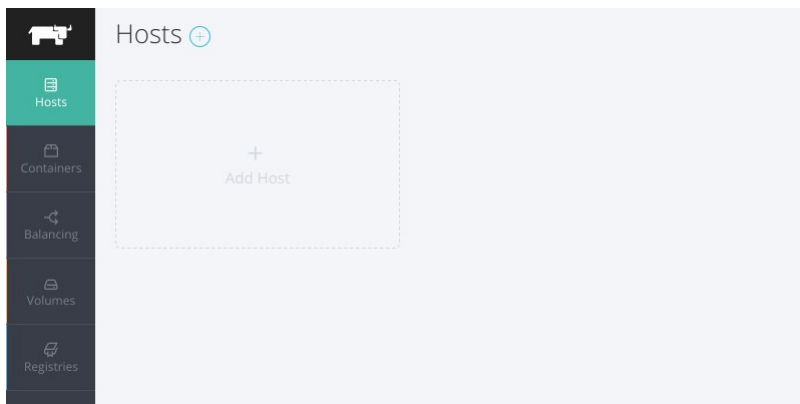 Hosts
Hosts
Add Host
Containers
Balancing
Volumes
Registries